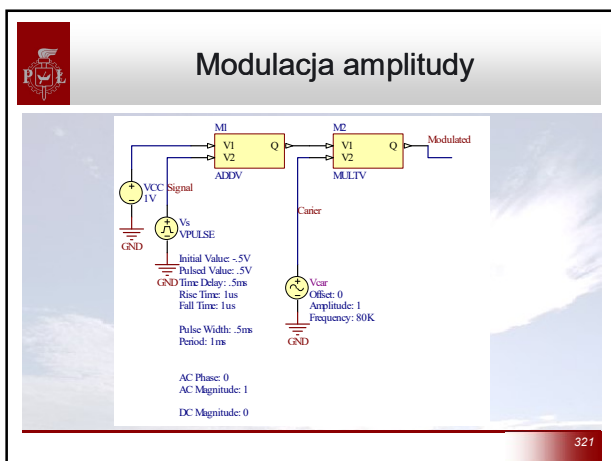 P Ł
Modulacja amplitudy
M1
V1 Q
V2
ADDV
M2
V1 Q
V2
MULTV
Modulated
VCC
1V
Signal
GND
Vs
VPULSE
GND
Initial Value: -.5V
Pulsed Value: .5V
Time Delay: .5ms
Rise Time: 1us
Fall Time: 1us
Pulse Width: .5ms
Period: 1ms
AC Phase: 0
AC Magnitude: 1
DC Magnitude: 0
Carier
Vcar
Offset: 0
Amplitude: 1
Frequency: 80K
GND
321